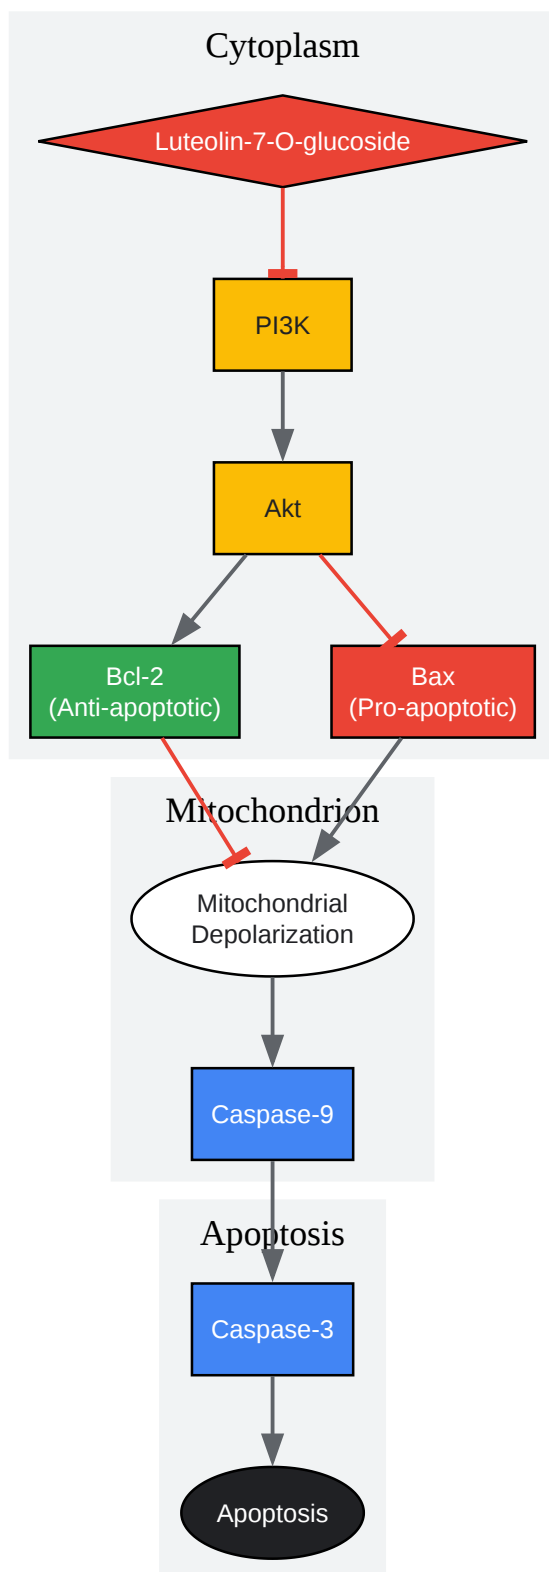 Cytoplasm
Luteolin-7-O-glucoside
PI3K
Akt
Bcl-2
(Anti-apoptotic)
Bax
(Pro-apoptotic)
Mitochondrion
Mitochondrial
Depolarization
Caspase-9
Apoptosis
Caspase-3
Apoptosis